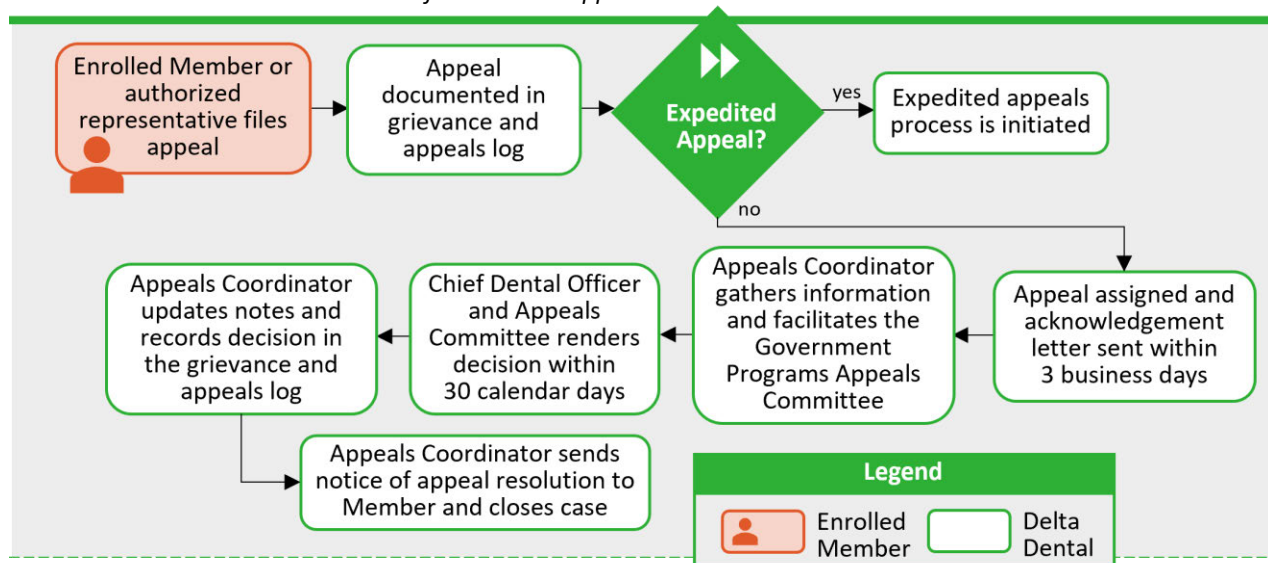 Enrolled Member or
authorized
representative files
appeal
Appeal
documented in
grievance and
appeals log
Expedited
Appeal?
yes
Expedited appeals
process is initiated
no
Appeal assigned and
acknowledgement
letter sent within
3 business days
Appeals Coordinator
gathers information
and facilitates the
Government
Programs Appeals
Committee
Chief Dental Officer
and Appeals
Committee renders
decision within
30 calendar days
Appeals Coordinator
updates notes and
records decision in
the grievance and
appeals log
Appeals Coordinator sends
notice of appeal resolution to
Member and closes case
Legend
Enrolled
Member
Delta
Dental